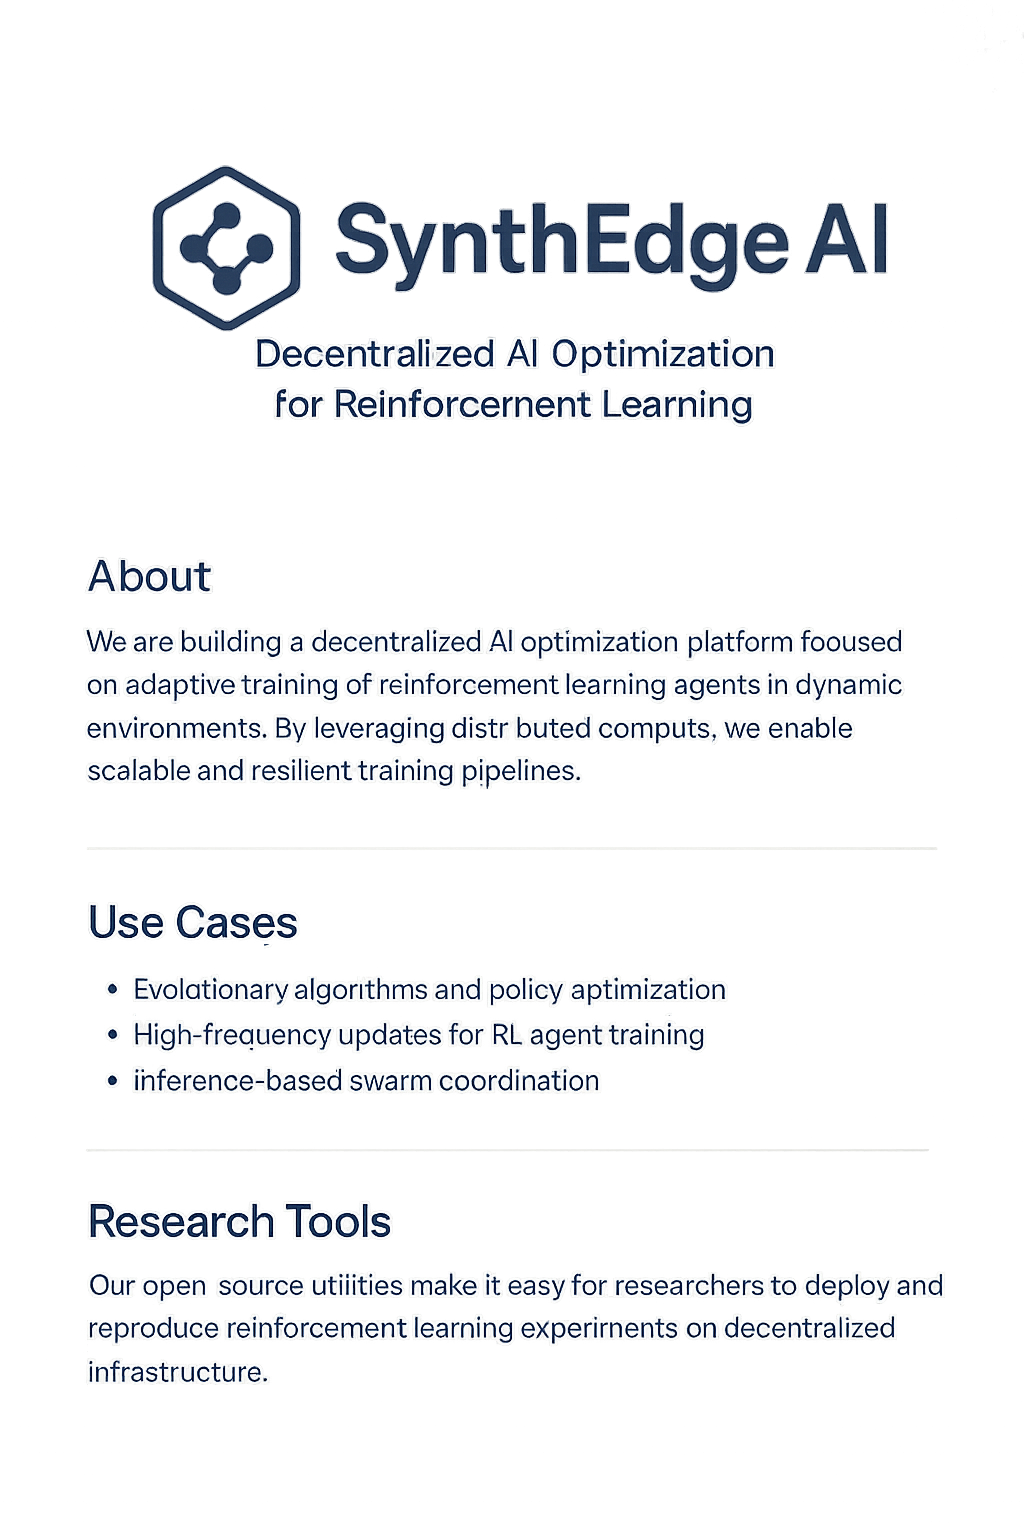 SynthEdge AI
Decentralized AI Optimization
for Reinforcernent Learning
About
We are building a decentralized AI optimization platform fooused
on adaptive training of reinforcement learning agents in dynamic
environments. By leveraging distr buted computs, we enable
scalable and resilient training pipelines.
Use Cases
• Evolationary algorithms and policy aptimization
• High-frequency updates for RL agent training
• inference-based swarm coordination
Research Tools
Our open source utilities make it easy for researchers to deploy and
reproduce reinforcement learning experirnents on decentralized
infrastructure.